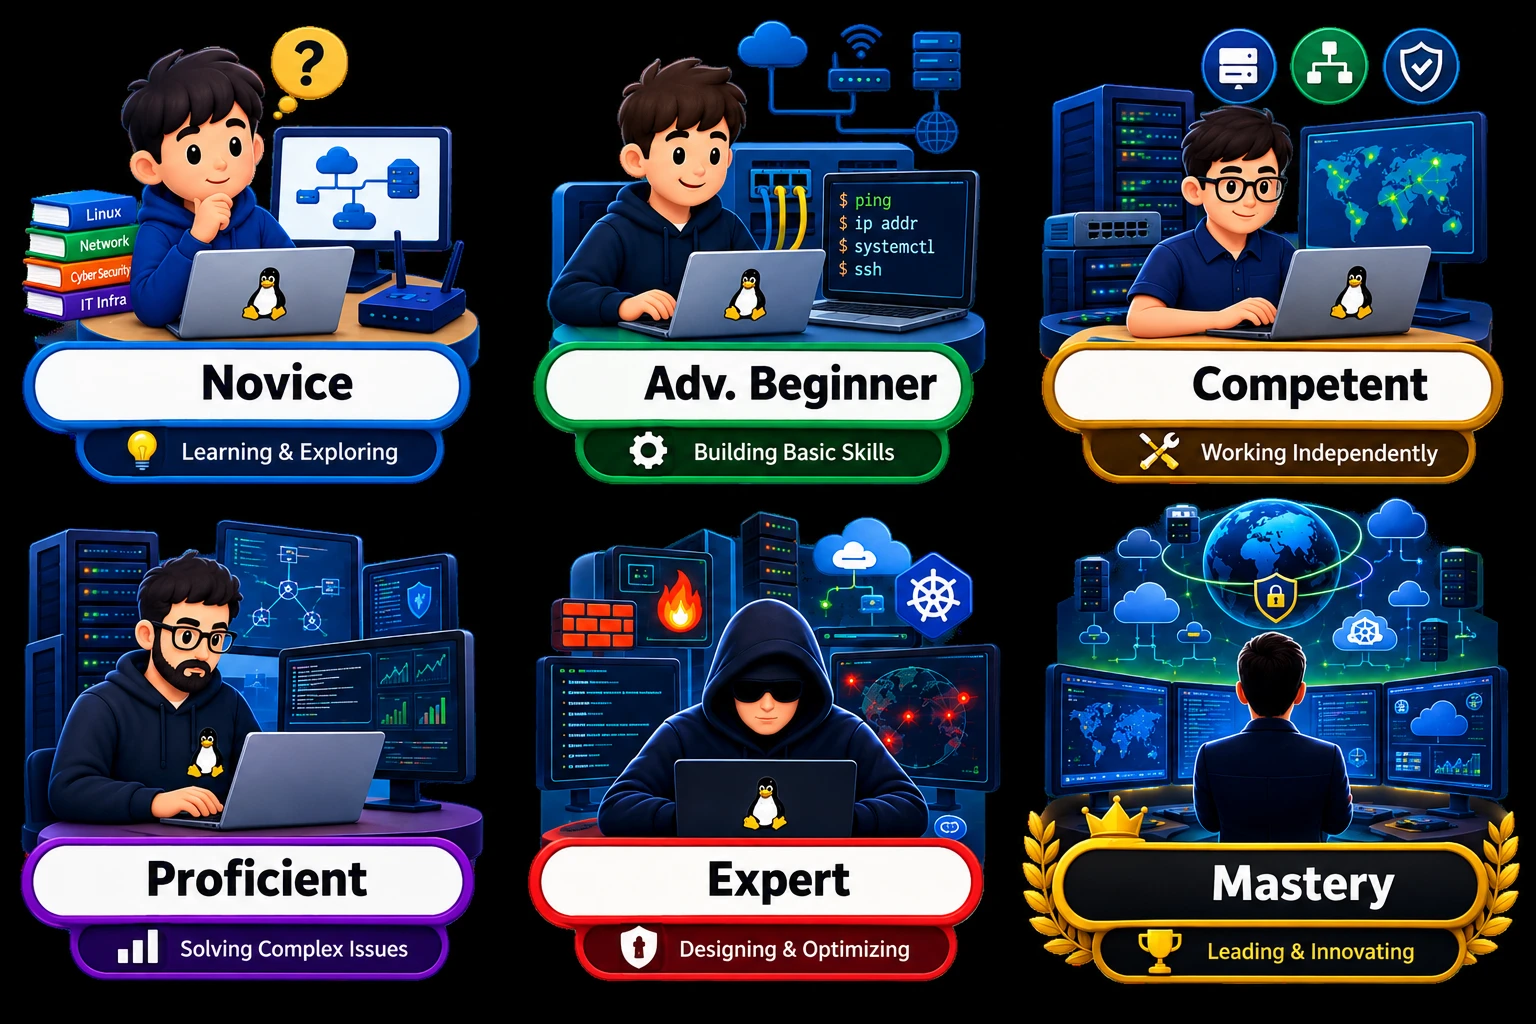 ?
Linux
Network
Cyber Security
IT Infra
Novice
Learning & Exploring
$ ping
$ ip addr
$ systemctl
$ ssh
Adv. Beginner
Building Basic Skills
Competent
Working Independently
Proficient
Solving Complex Issues
Expert
Designing & Optimizing
Mastery
Leading & Innovating